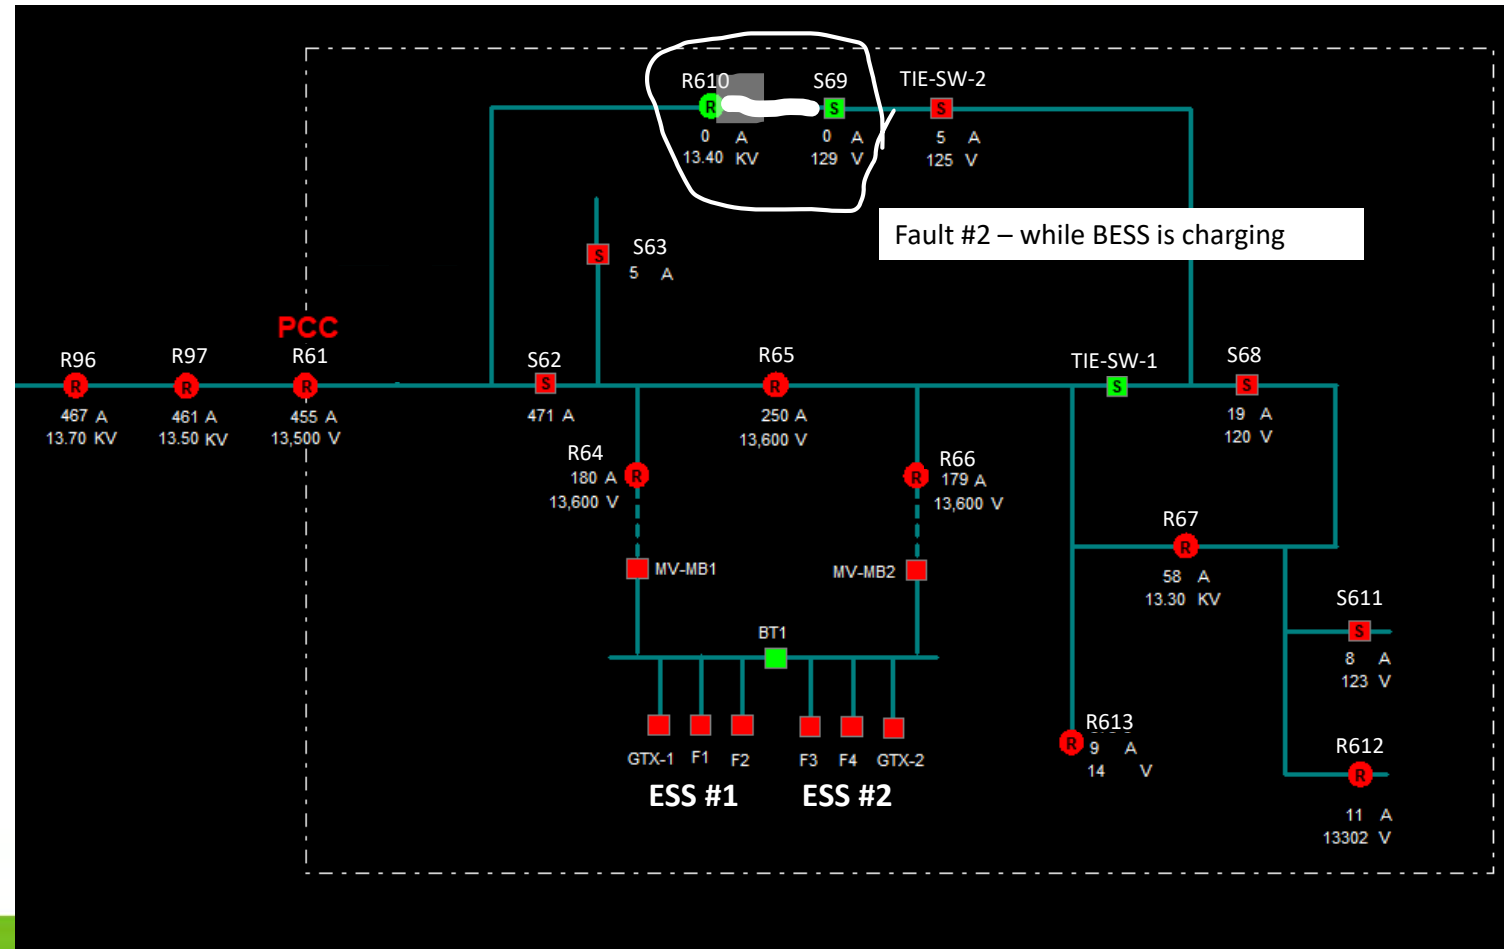 R610 S69 TIE-SW-2
R S S
0 A 0 A 5 A
13.40 KV 129 V 125 V
Fault #2 – while BESS is charging
S63
S
5 A
PCC
R96 R97 R61 S62 R65 TIE-SW-1 S68
R R R S R S S
467 A 461 A 455 A 471 A 250 A 19 A
13.70 KV 13.50 KV 13,500 V 13,600 V 120 V
R64 R66
R R
180 A 179 A
13,600 V 13,600 V
R67
R
58 A
13.30 KV
MV-MB1 MV-MB2
S611
S
8 A
123 V
BT1
R613
R
9 A
14 V
R612
R
11 A
13302 V
GTX-1 F1 F2 F3 F4 GTX-2
ESS #1 ESS #2